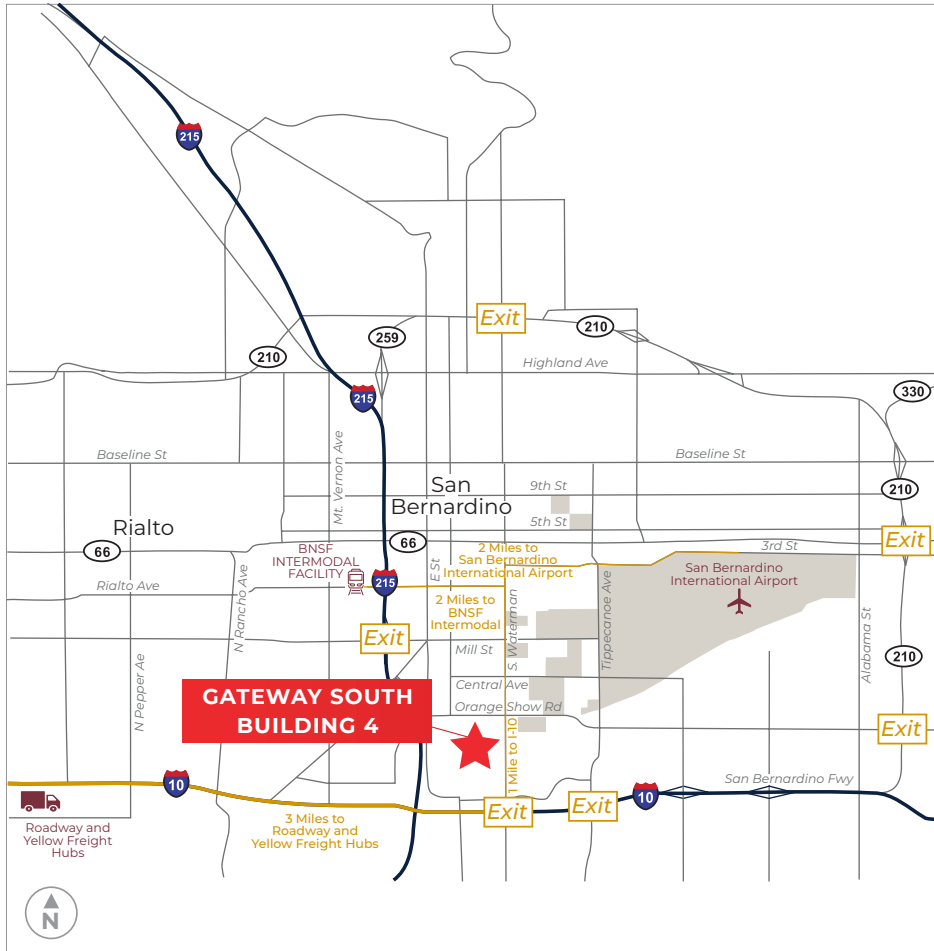 215
Exit
210
259
210
Highland Ave
330
215
Mt. Vernon Ave
Baseline St
Baseline St
San
Bernardino
9th St
210
5th St
Rialto
66
66
Exit
3rd St
BNSF
INTERMODAL
FACILITY
E St
2 Miles to
San Bernardino
International Airport
San Bernardino
International Airport
215
Rialto Ave
N Rancho Ave
2 Miles to
BNSF
Intermodal
S. Waterman
Tippecanoe Ave
Alabama St
Exit
Mill St
210
N Pepper Ae
Central Ave
GATEWAY SOUTH
BUILDING 4
Orange Show Rd
1 Mile to I-10
Exit
10
San Bernardino Fwy
10
Exit
Exit
Roadway and
Yellow Freight
Hubs
3 Miles to
Roadway and
Yellow Freight Hubs
N